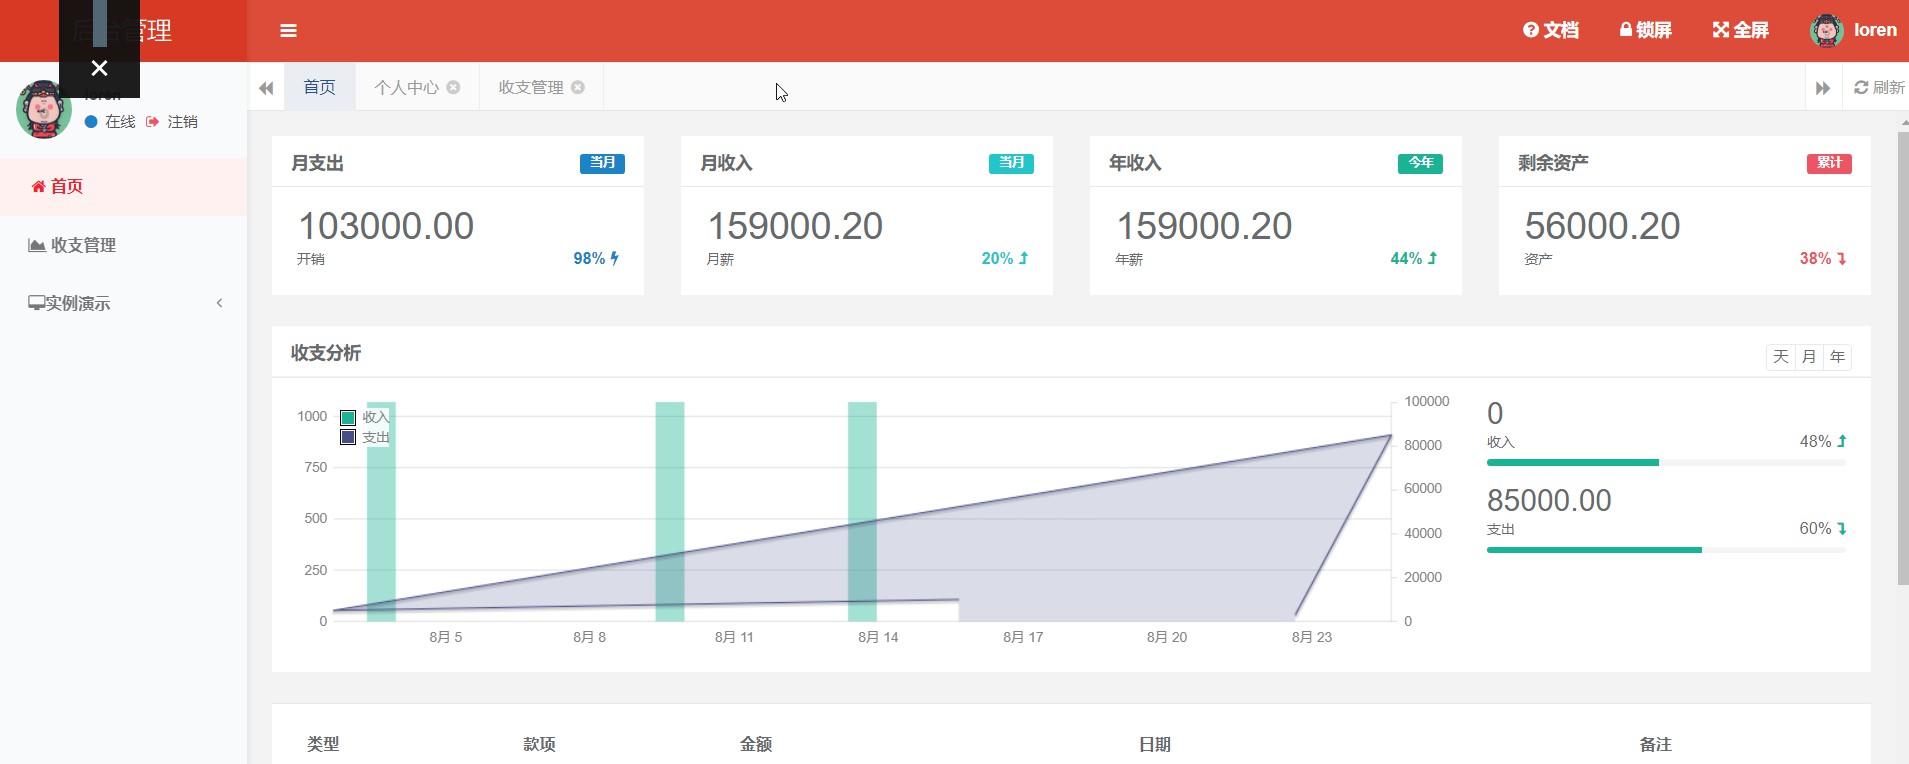 后台管理
文档
锁屏
全屏
loren
首页
个人中心
收支管理
刷新
loren
在线
注销
首页
收支管理
实例演示
月支出
当月
103000.00
开销
98%
月收入
当月
159000.20
月薪
20%
年收入
今年
159000.20
年薪
44%
剩余资产
累计
56000.20
资产
38%
收支分析
天 月 年
收入
支出
1000
750
500
250
0
100000
80000
60000
40000
20000
0
8月 5
8月 8
8月 11
8月 14
8月 17
8月 20
8月 23
0
收入
48%
85000.00
支出
60%
类型 款项 金额 日期 备注